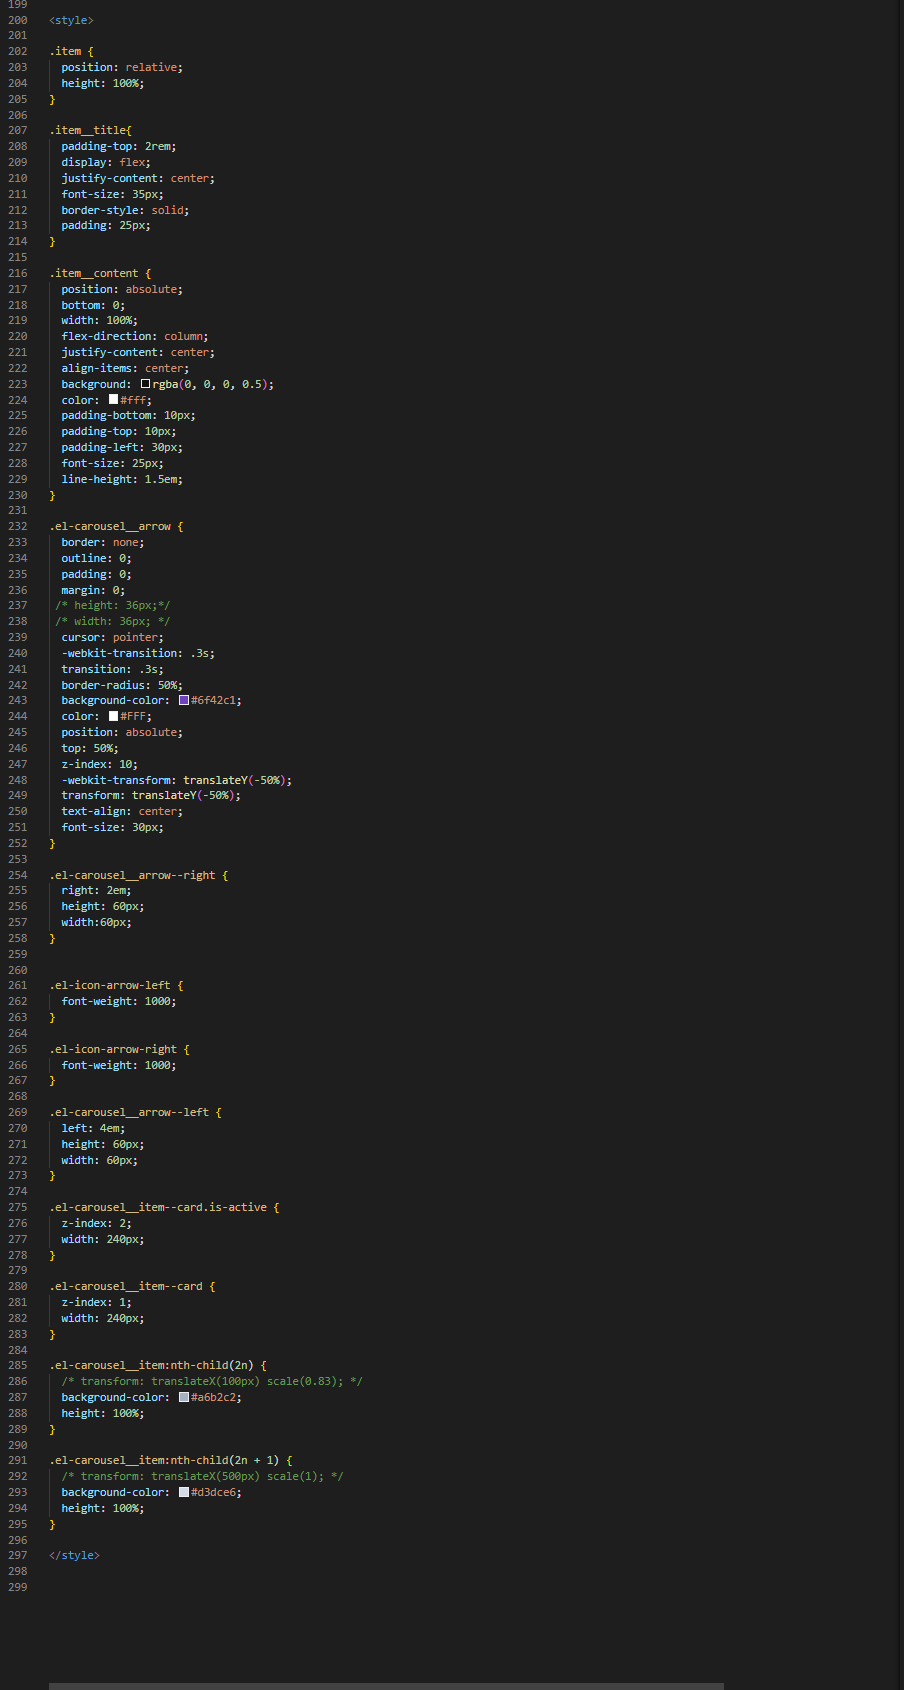 199
200 <style>
201
202 .item {
203 position: relative;
204 height: 100%;
205 }
206
207 .item__title{
208 padding-top: 2rem;
209 display: flex;
210 justify-content: center;
211 font-size: 35px;
212 border-style: solid;
213 padding: 25px;
214 }
215
216 .item__content {
217 position: absolute;
218 bottom: 0;
219 width: 100%;
220 flex-direction: column;
221 justify-content: center;
222 align-items: center;
223 background: rgba(0, 0, 0, 0.5);
224 color: #fff;
225 padding-bottom: 10px;
226 padding-top: 10px;
227 padding-left: 30px;
228 font-size: 25px;
229 line-height: 1.5em;
230 }
231
232 .el-carousel__arrow {
233 border: none;
234 outline: 0;
235 padding: 0;
236 margin: 0;
237 /* height: 36px;*/
238 /* width: 36px; */
239 cursor: pointer;
240 -webkit-transition: .3s;
241 transition: .3s;
242 border-radius: 50%;
243 background-color: #6f42c1;
244 color: #FFF;
245 position: absolute;
246 top: 50%;
247 z-index: 10;
248 -webkit-transform: translateY(-50%);
249 transform: translateY(-50%);
250 text-align: center;
251 font-size: 30px;
252 }
253
254 .el-carousel__arrow--right {
255 right: 2em;
256 height: 60px;
257 width:60px;
258 }
259
260
261 .el-icon-arrow-left {
262 font-weight: 1000;
263 }
264
265 .el-icon-arrow-right {
266 font-weight: 1000;
267 }
268
269 .el-carousel__arrow--left {
270 left: 4em;
271 height: 60px;
272 width: 60px;
273 }
274
275 .el-carousel__item--card.is-active {
276 z-index: 2;
277 width: 240px;
278 }
279
280 .el-carousel__item--card {
281 z-index: 1;
282 width: 240px;
283 }
284
285 .el-carousel__item:nth-child(2n) {
286 /* transform: translateX(100px) scale(0.83); */
287 background-color: #a6b2c2;
288 height: 100%;
289 }
290
291 .el-carousel__item:nth-child(2n + 1) {
292 /* transform: translateX(500px) scale(1); */
293 background-color: #d3dce6;
294 height: 100%;
295 }
296
297 </style>
298
299